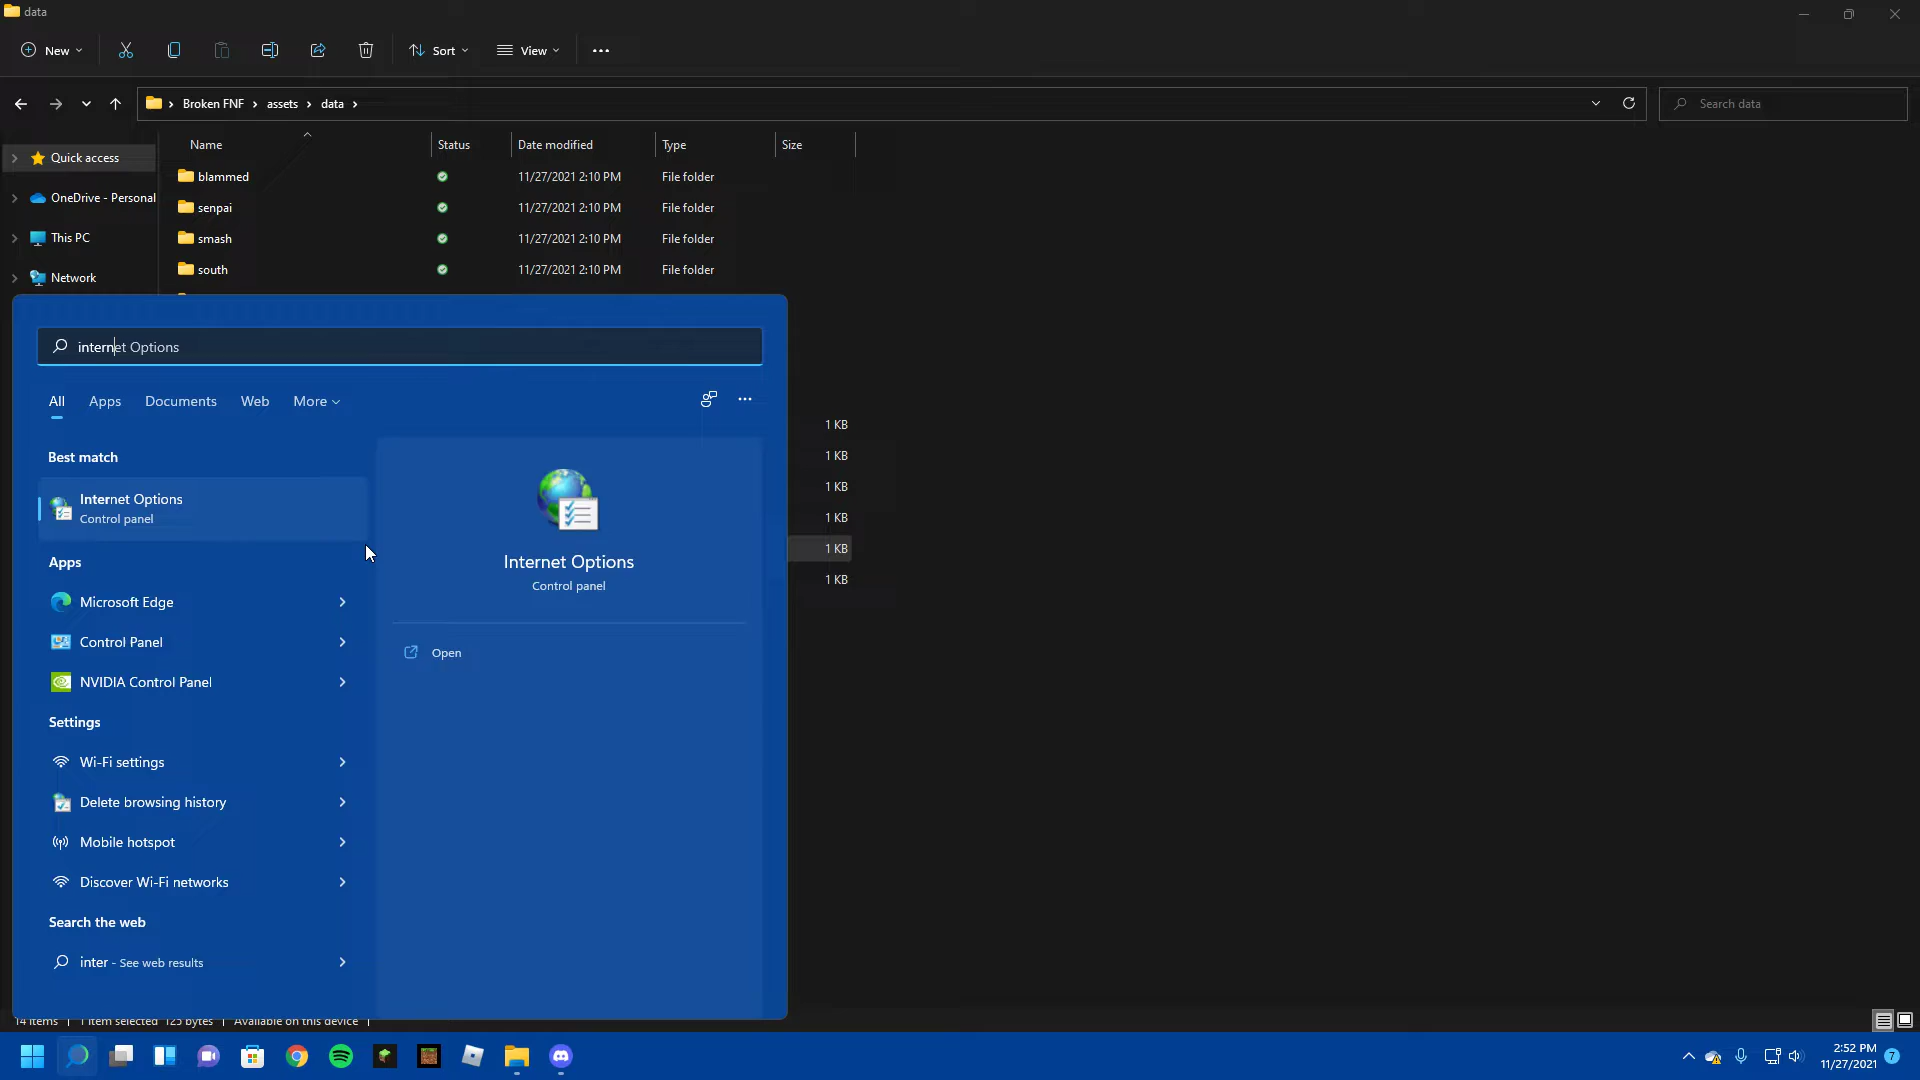 data
New
Sort
View
Broken FNF
assets
data
Search data
Name
Status
Date modified
Type
Size
Quick access
blammed
11/27/2021 2:10 PM
File folder
OneDrive - Personal
senpai
11/27/2021 2:10 PM
File folder
This PC
smash
11/27/2021 2:10 PM
File folder
Network
south
11/27/2021 2:10 PM
File folder
internet Options
All
Apps
Documents
Web
More
1 KB
1 KB
1 KB
1 KB
1 KB
1 KB
Best match
Internet Options
Control panel
Internet Options
Control panel
Open
Apps
Microsoft Edge
Control Panel
NVIDIA Control Panel
Settings
Wi-Fi settings
Delete browsing history
Mobile hotspot
Discover Wi-Fi networks
Search the web
inter - See web results
14 items
1 item selected 125 bytes
Available on this device
2:52 PM
11/27/2021
7